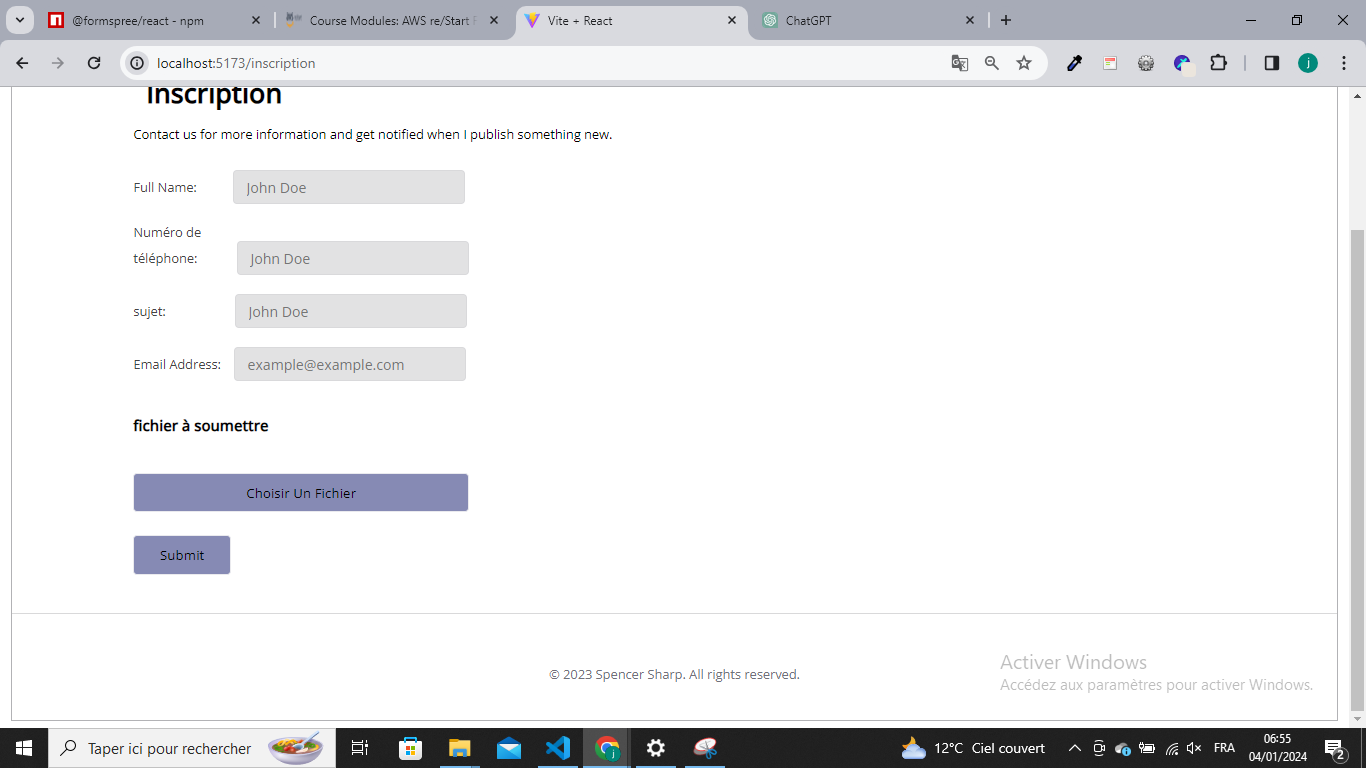 @formspree/react - npm
Course Modules: AWS re/Start
Vite + React
ChatGPT
localhost:5173/inscription
j
Inscription
Contact us for more information and get notified when I publish something new.
Full Name:
John Doe
Numéro de
téléphone:
John Doe
sujet:
John Doe
Email Address:
example@example.com
fichier à soumettre
Choisir Un Fichier
Submit
© 2023 Spencer Sharp. All rights reserved.
Activer Windows
Accédez aux paramètres pour activer Windows.
Taper ici pour rechercher
12°C Ciel couvert
FRA
06:55
04/01/2024
2